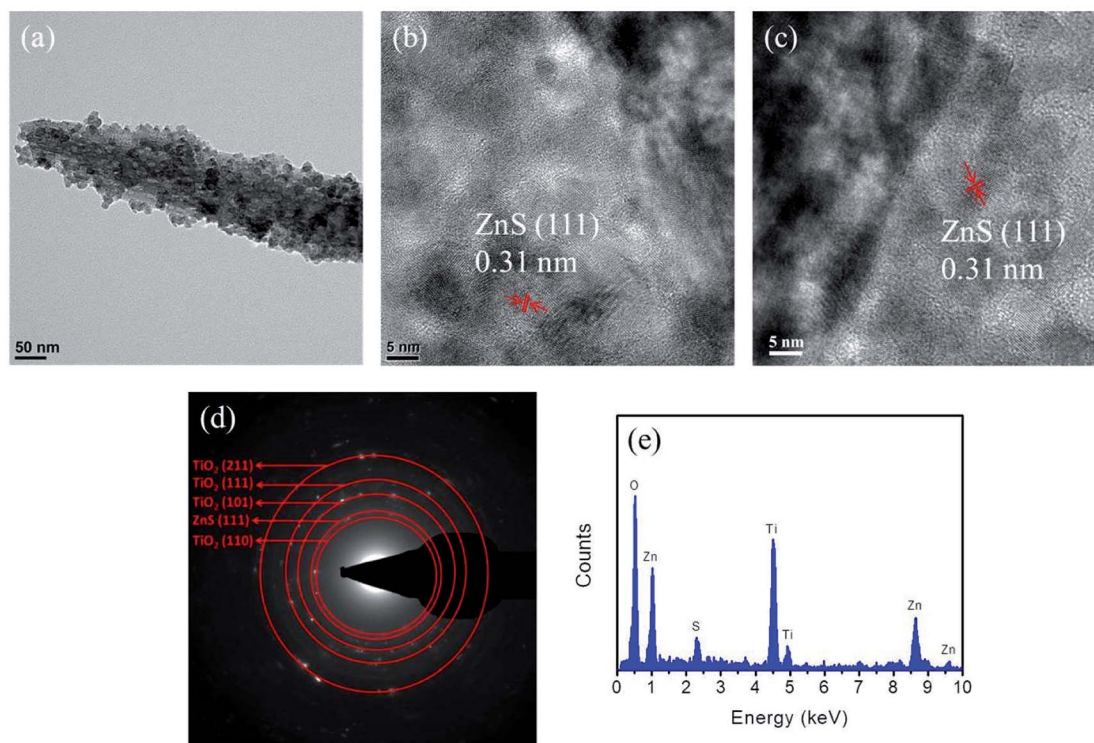 (a)
50 nm
(b)
ZnS (111)
0.31 nm
5 nm
(c)
ZnS (111)
0.31 nm
5 nm
(d)
TiO₂ (211)
TiO₂ (111)
TiO₂ (101)
ZnS (111)
TiO₂ (110)
(e)
Counts
O
Zn
S
Ti
Ti
Zn
Zn
0 1 2 3 4 5 6 7 8 9 10
Energy (keV)